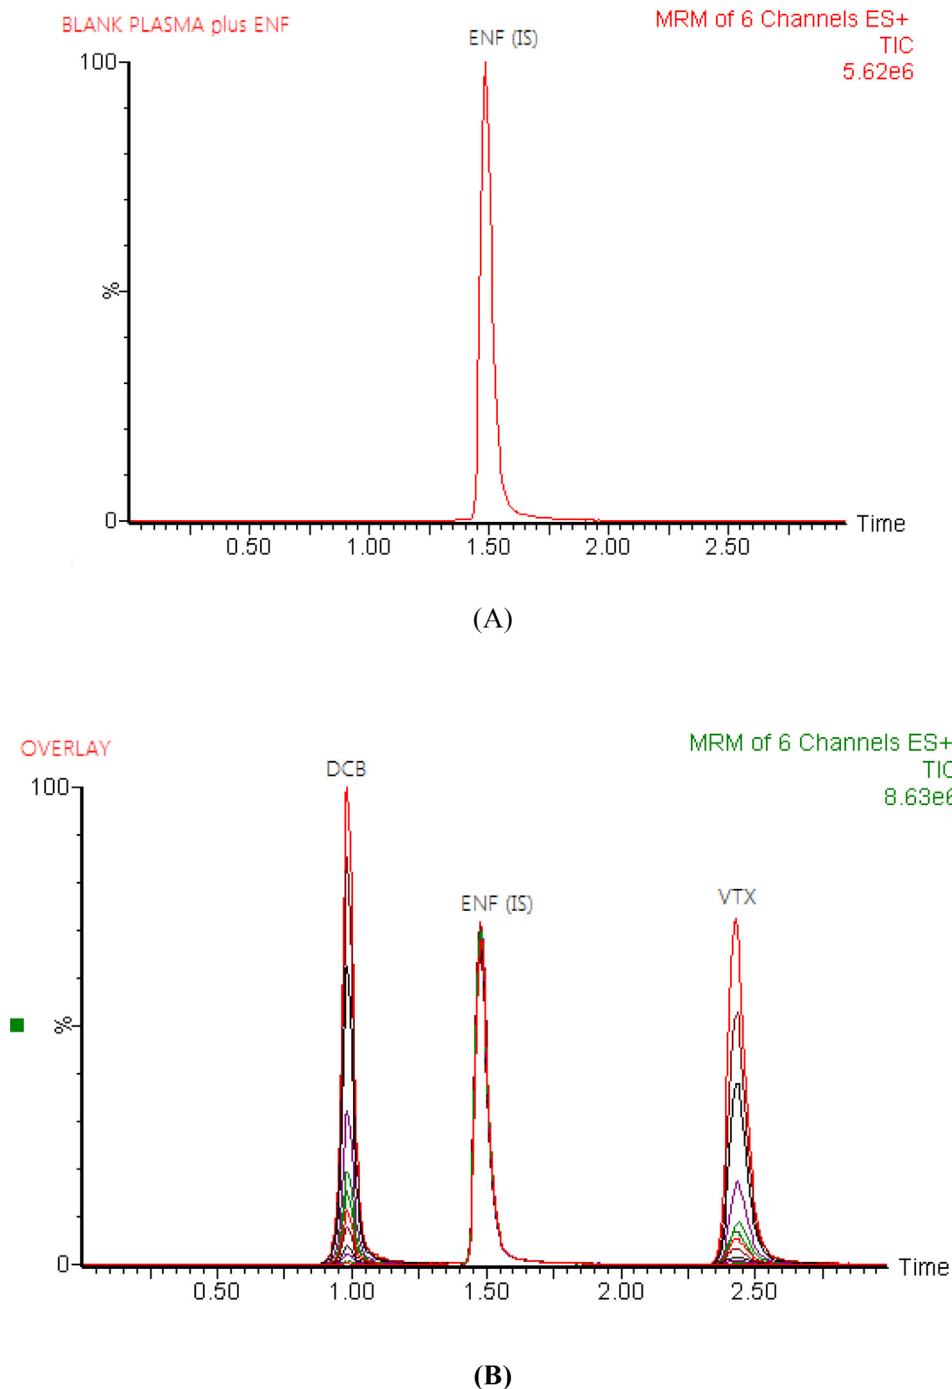 BLANK PLASMA plus ENF
MRM of 6 Channels ES+
TIC
5.62e6
ENF (IS)
100
%
0
0.50 1.00 1.50 2.00 2.50
Time
(A)
OVERLAY
MRM of 6 Channels ES+
TIC
8.63e6
DCB
ENF (IS)
VTX
100
%
0
0.50 1.00 1.50 2.00 2.50
Time
(B)